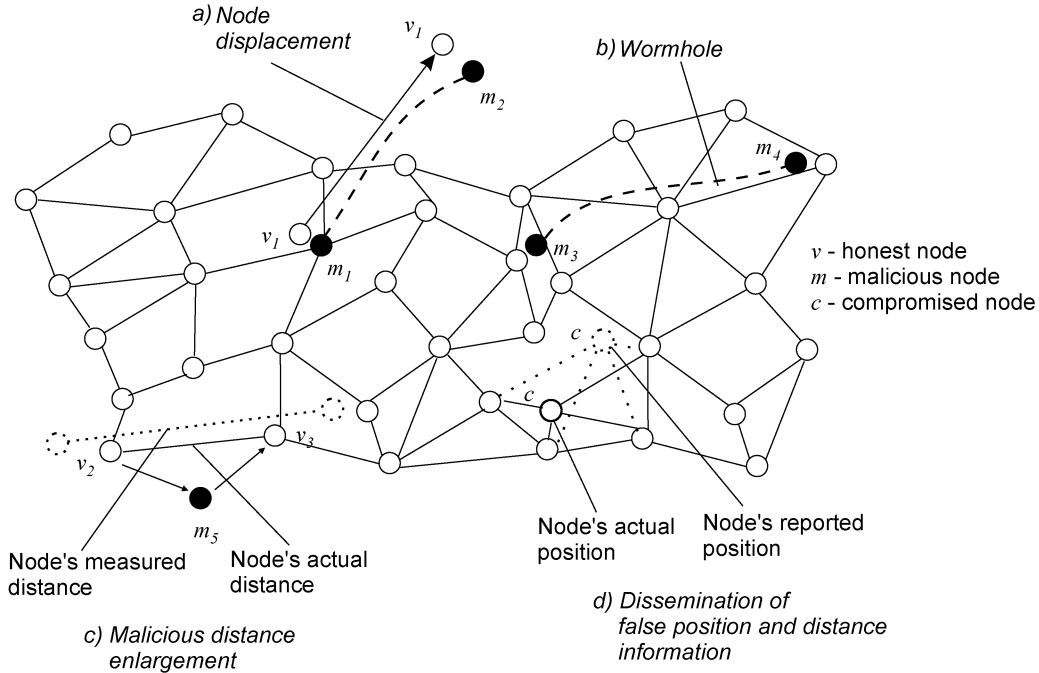 a) Node
displacement
v1
m2
b) Wormhole
m4
v1
m1
m3
v - honest node
m - malicious node
c - compromised node
c
c
v2
v3
m5
Node's measured
distance
Node's actual
distance
Node's actual
position
Node's reported
position
c) Malicious distance
enlargement
d) Dissemination of
false position and distance
information